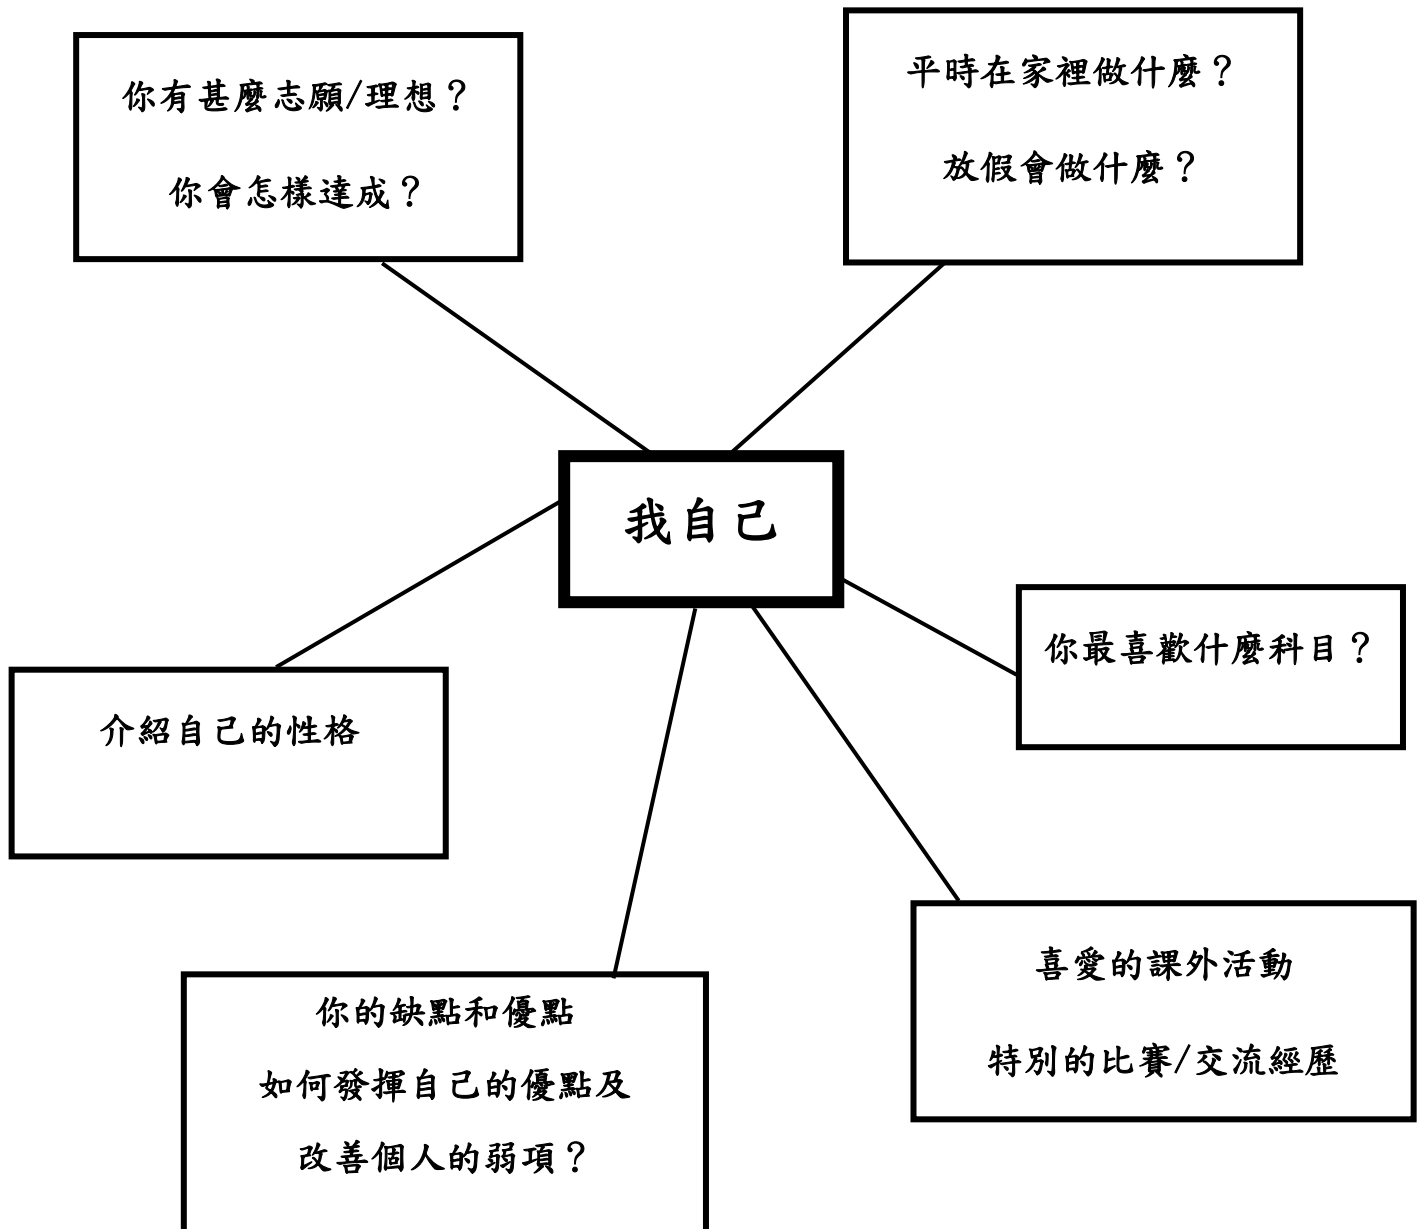 你有甚麼志願/理想？
你會怎樣達成？
平時在家裡做什麼？
放假會做什麼？
我自己
你最喜歡什麼科目？
介紹自己的性格
喜愛的課外活動
特別的比賽/交流經歷
你的缺點和優點
如何發揮自己的優點及
改善個人的弱項？